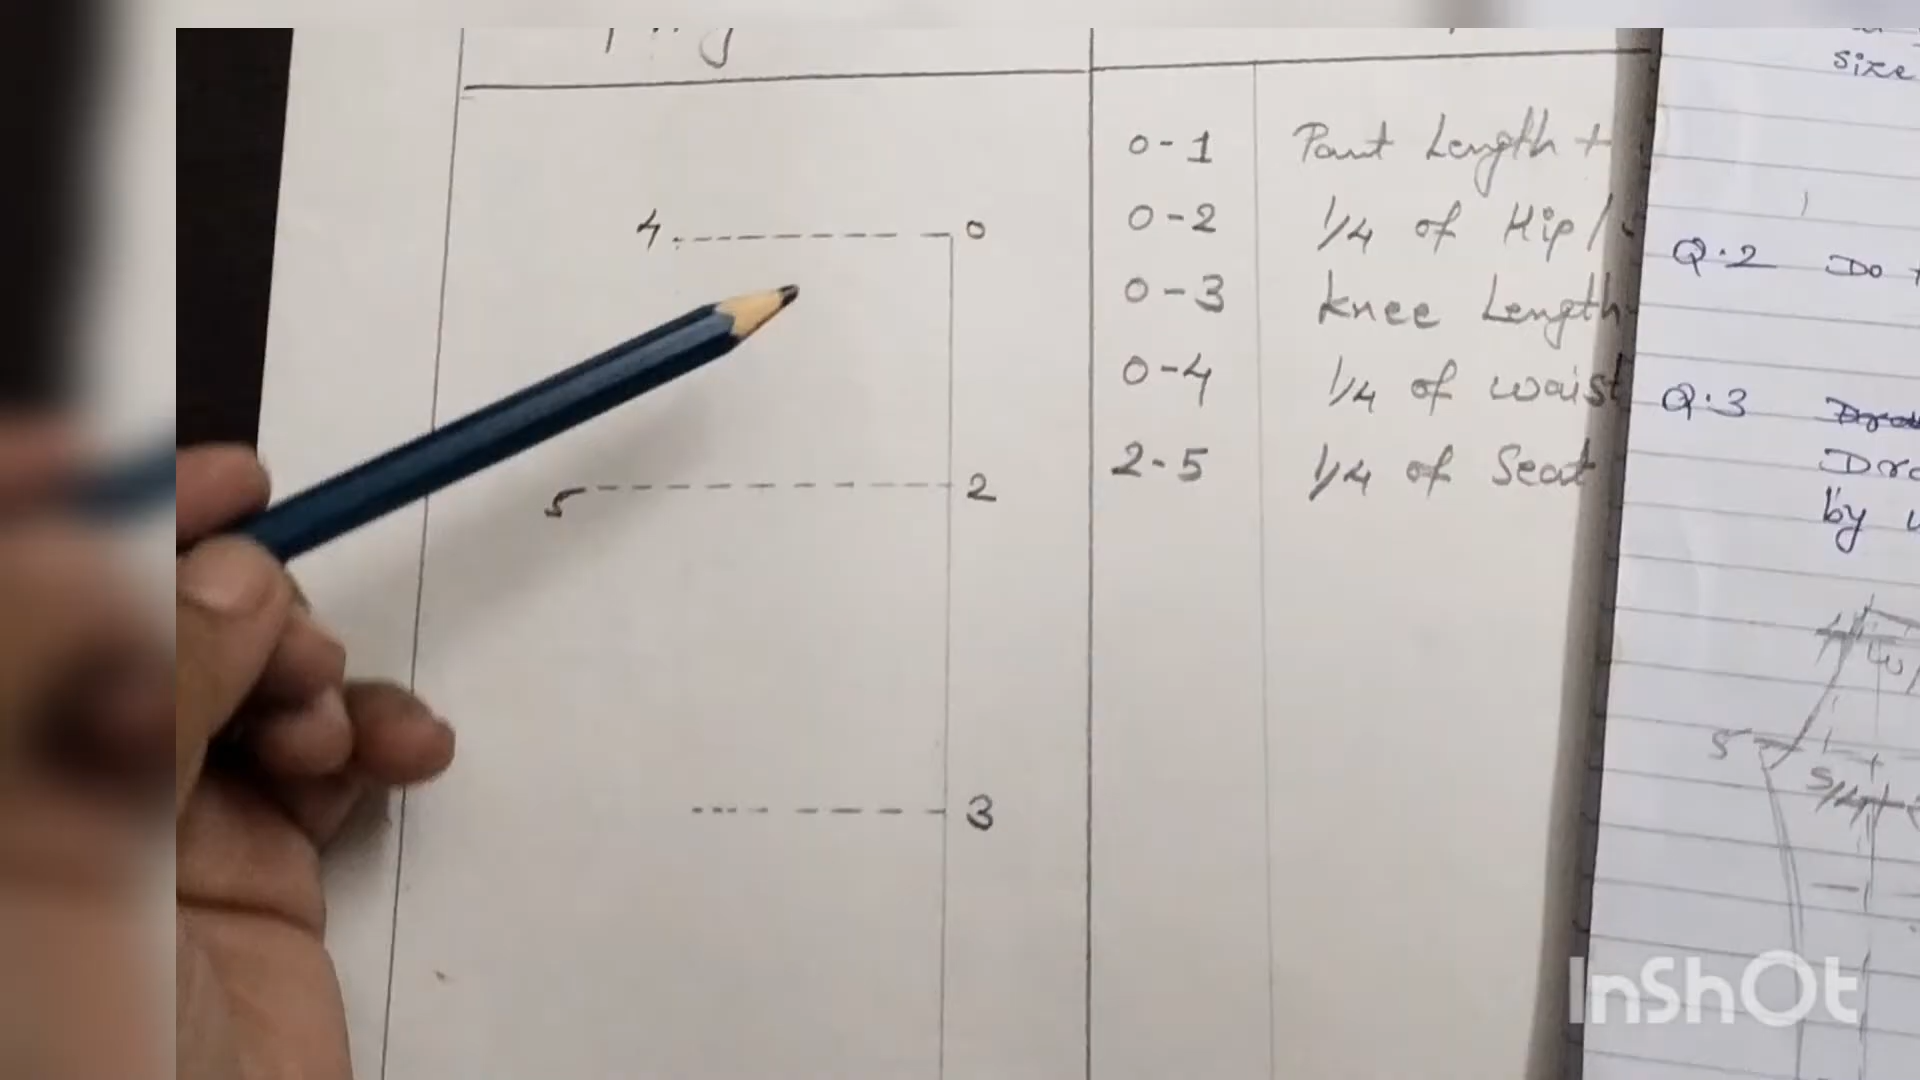 4 0
0-1 Pant Length +
0-2 1/4 of Hip/
0-3 Knee Length
0-4 1/4 of waist
2-5 1/4 of Seat
5 2
3
size
Q.2 Do
Q.3
by
5
InShOt